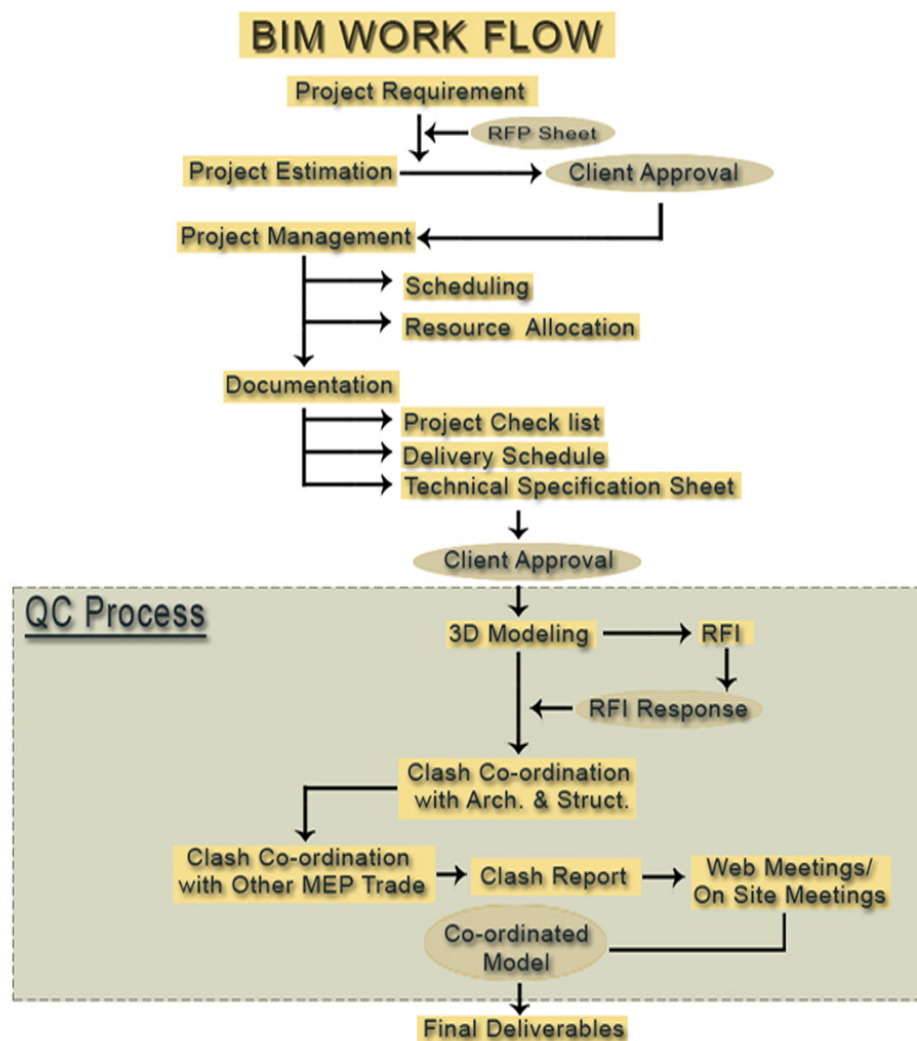 BIM WORK FLOW
Project Requirement
RFP Sheet
Project Estimation
Client Approval
Project Management
Scheduling
Resource Allocation
Documentation
Project Check list
Delivery Schedule
Technical Specification Sheet
Client Approval
QC Process
3D Modeling
RFI
RFI Response
Clash Co-ordination
with Arch. & Struct.
Clash Co-ordination
with Other MEP Trade
Clash Report
Web Meetings/
On Site Meetings
Co-ordinated
Model
Final Deliverables